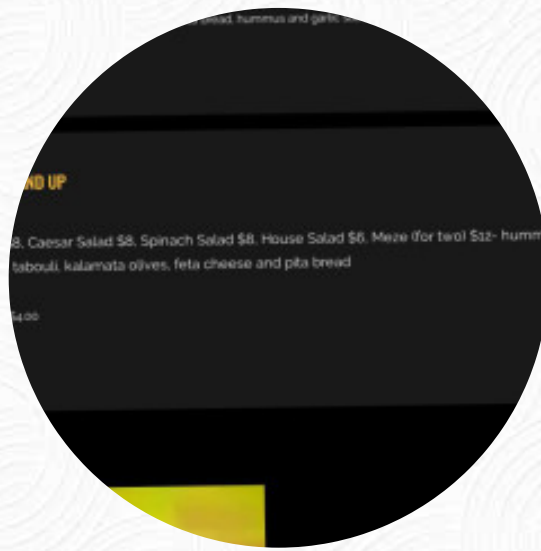 bread, hummus and garlic
ND UP
8, Caesar Salad $8, Spinach Salad $8, House Salad $6, Meze (for two) $12- humm
tabouli, kalamata olives, feta cheese and pita bread
$4.00